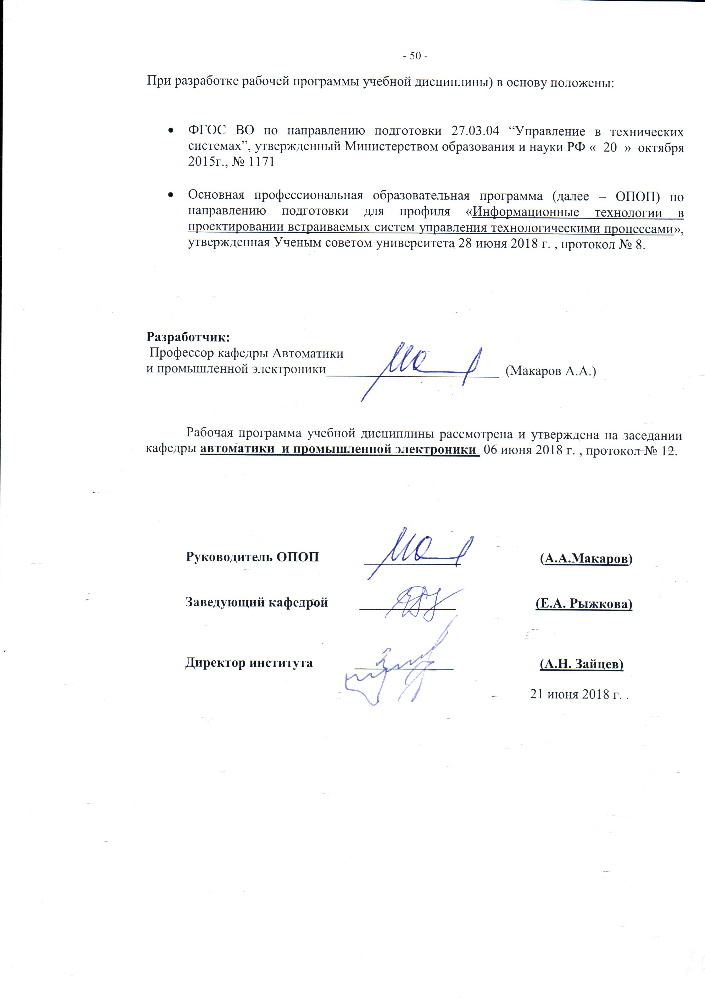 - 50 -
При разработке рабочей программы учебной дисциплины) в основу положены:
• ФГОС ВО по направлению подготовки 27.03.04 “Управление в технических
системах”, утвержденный Министерством образования и науки РФ « 20 » октября
2015г., № 1171
• Основная профессиональная образовательная программа (далее – ОПОП) по
направлению подготовки для профиля «Информационные технологии в
проектировании встраиваемых систем управления технологическими процессами»,
утвержденная Ученым советом университета 28 июня 2018 г. , протокол № 8.
Разработчик:
Профессор кафедры Автоматики
и промышленной электроники (Макаров А.А.)
Рабочая программа учебной дисциплины рассмотрена и утверждена на заседании
кафедры автоматики и промышленной электроники 06 июня 2018 г. , протокол № 12.
Руководитель ОПОП (А.А.Макаров)
Заведующий кафедрой (Е.А. Рыжкова)
Директор института (А.Н. Зайцев)
21 июня 2018 г. .